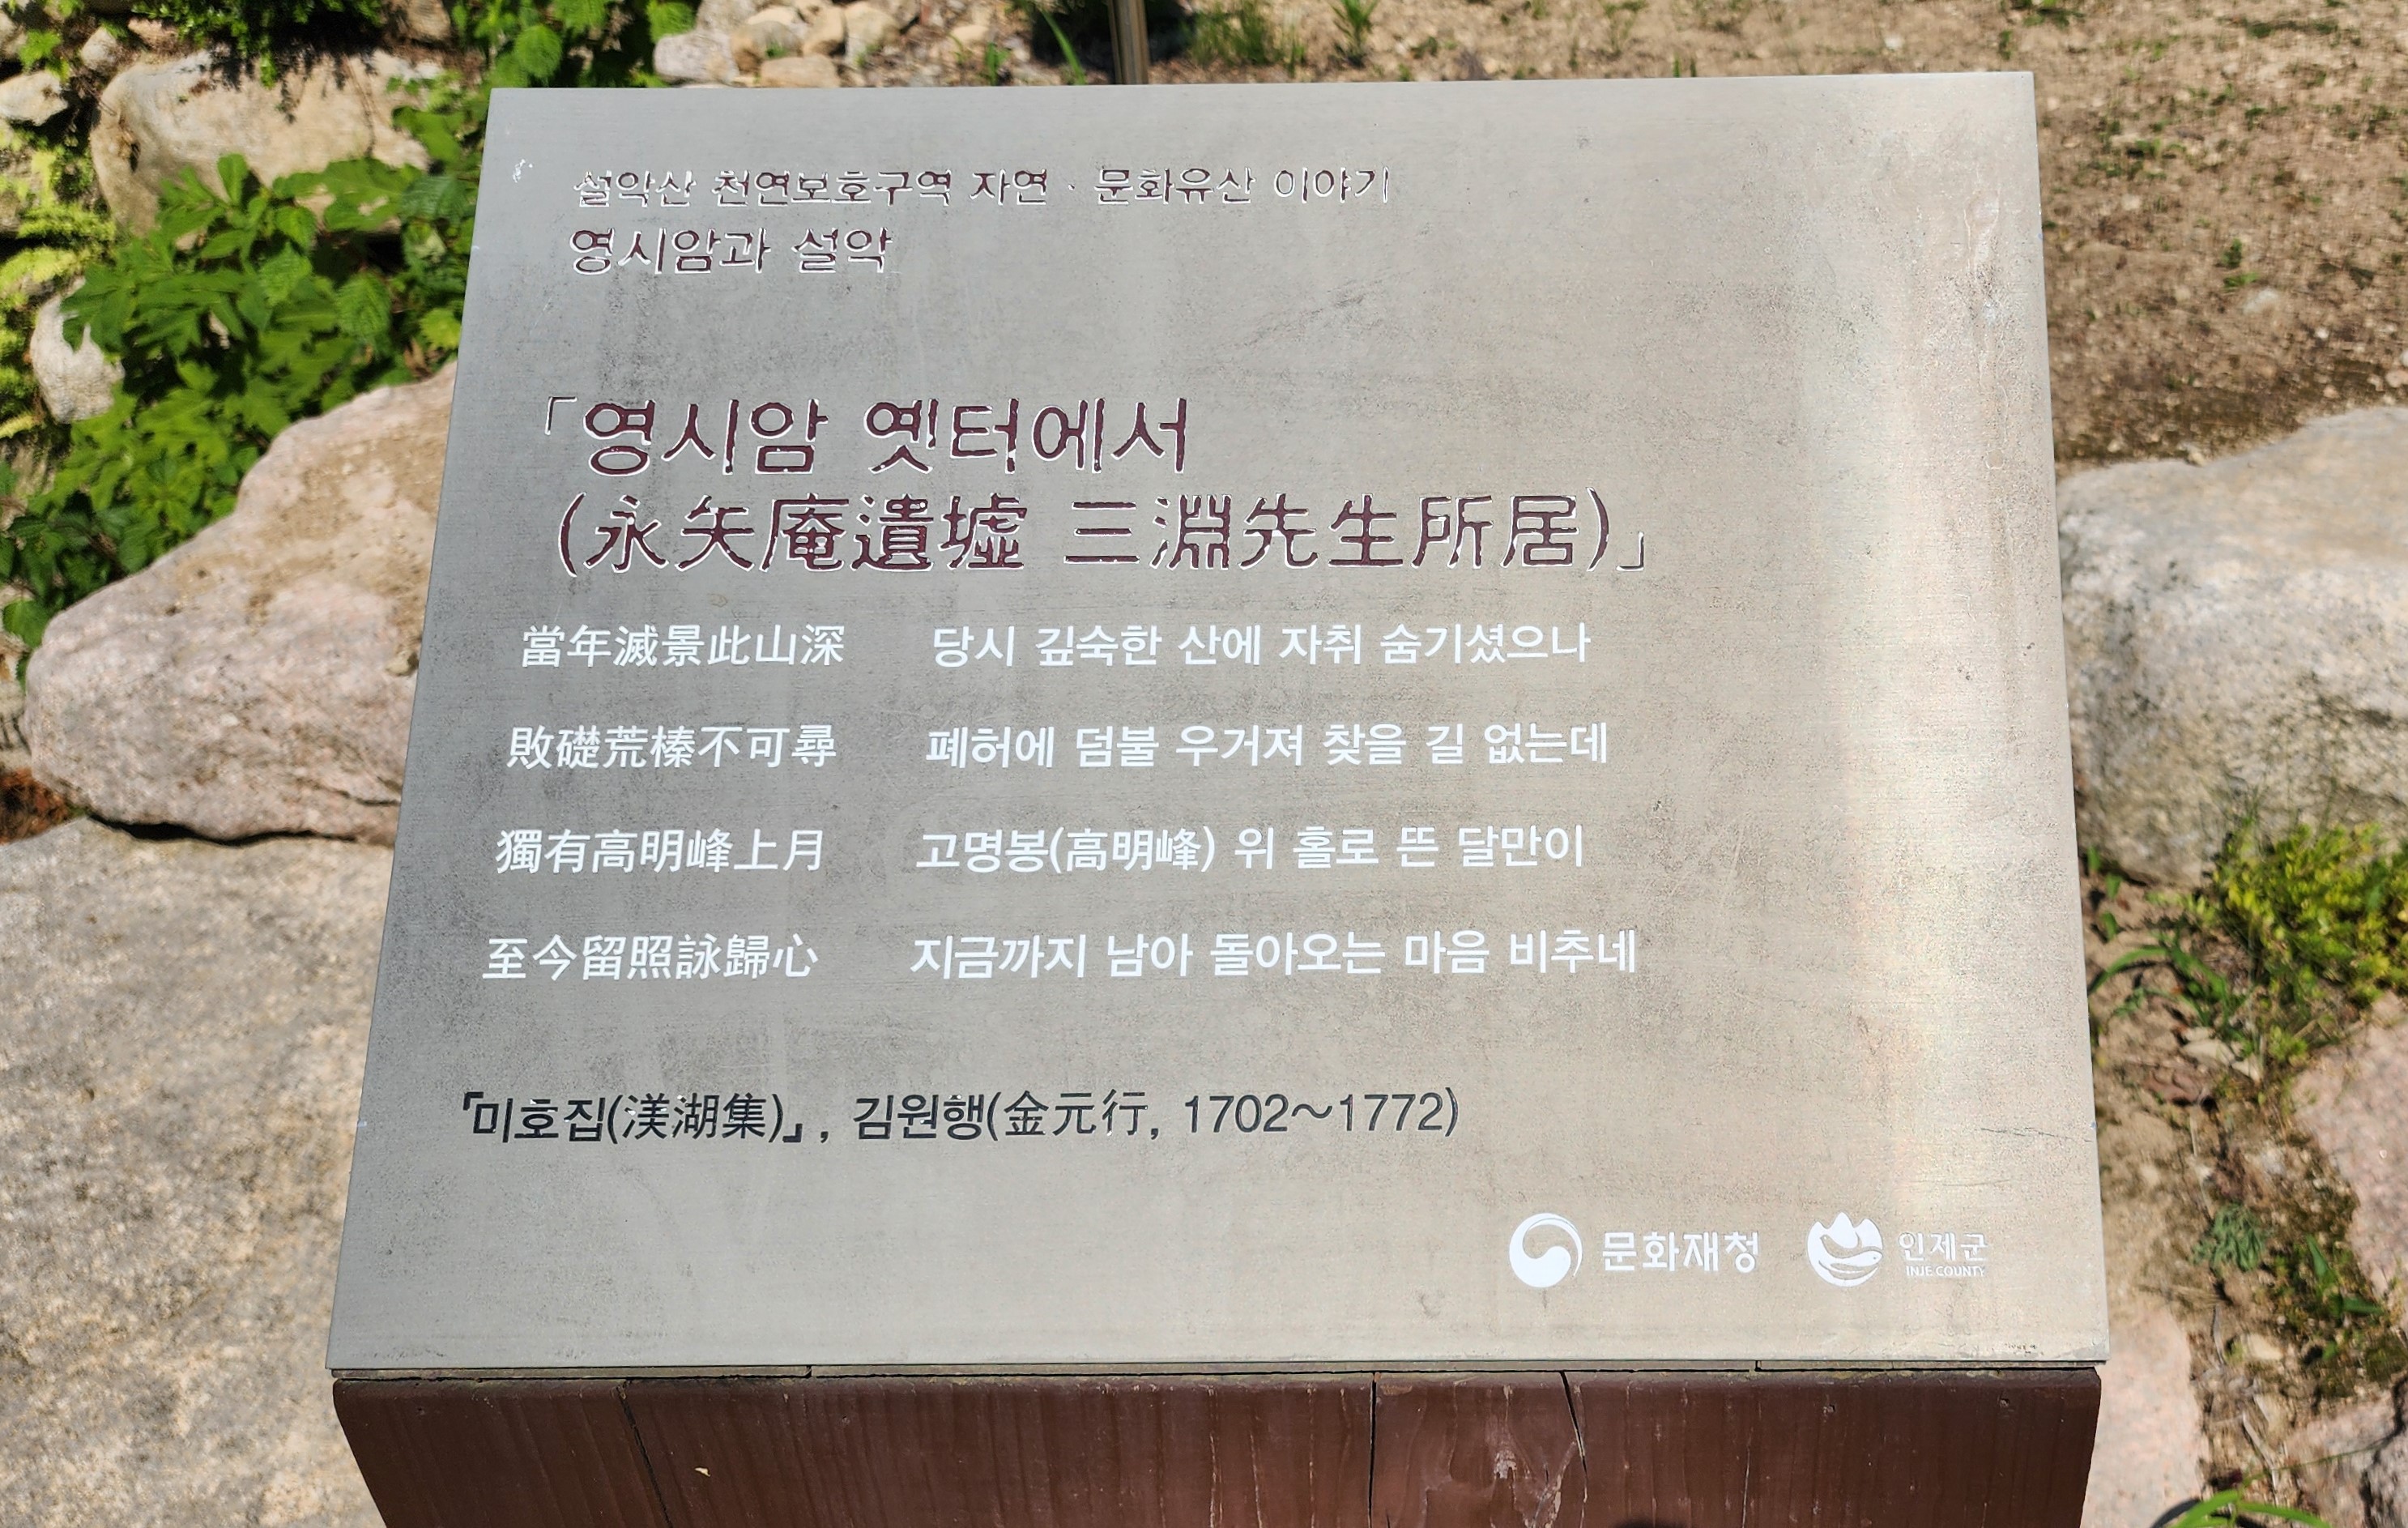 설악산 천연보호구역 자연 · 문화유산 이야기
영시암과 설악
「영시암 옛터에서
(永矢庵遺墟 三淵先生所居)」
當年滅景此山深 당시 깊숙한 산에 자취 숨기셨으나
敗礎荒榛不可尋 폐허에 덤불 우거져 찾을 길 없는데
獨有高明峰上月 고명봉(高明峰) 위 홀로 뜬 달만이
至今留照詠歸心 지금까지 남아 돌아오는 마음 비추네
『미호집(渼湖集)』, 김원행(金元行, 1702～1772)
문화재청 인제군
INJE COUNTY